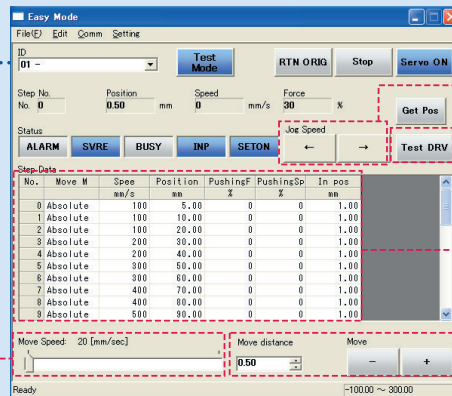 Easy Mode
File(F) Edit Comm Setting
ID
01 -
Test Mode
RTN ORIG Stop Servo ON
Step No. Position Speed Force
No. 0 0.50 mm 0 mm/s 30 %
Get Pos
Status Jog Speed
ALARM SVRE BUSY INP SETON ← → Test DRV
Step Data
No. Move M Spee Position PushingF PushingSp In pos
mm/s mm % % mm
0 Absolute 100 5.00 0 0 1.00
1 Absolute 100 10.00 0 0 1.00
2 Absolute 100 20.00 0 0 1.00
3 Absolute 200 30.00 0 0 1.00
4 Absolute 200 40.00 0 0 1.00
5 Absolute 300 50.00 0 0 1.00
6 Absolute 300 60.00 0 0 1.00
7 Absolute 400 70.00 0 0 1.00
8 Absolute 400 80.00 0 0 1.00
9 Absolute 500 90.00 0 0 1.00
Move Speed: 20 [mm/sec] Move distance Move
0.50 - +
Ready -100.00 ~ 300.00